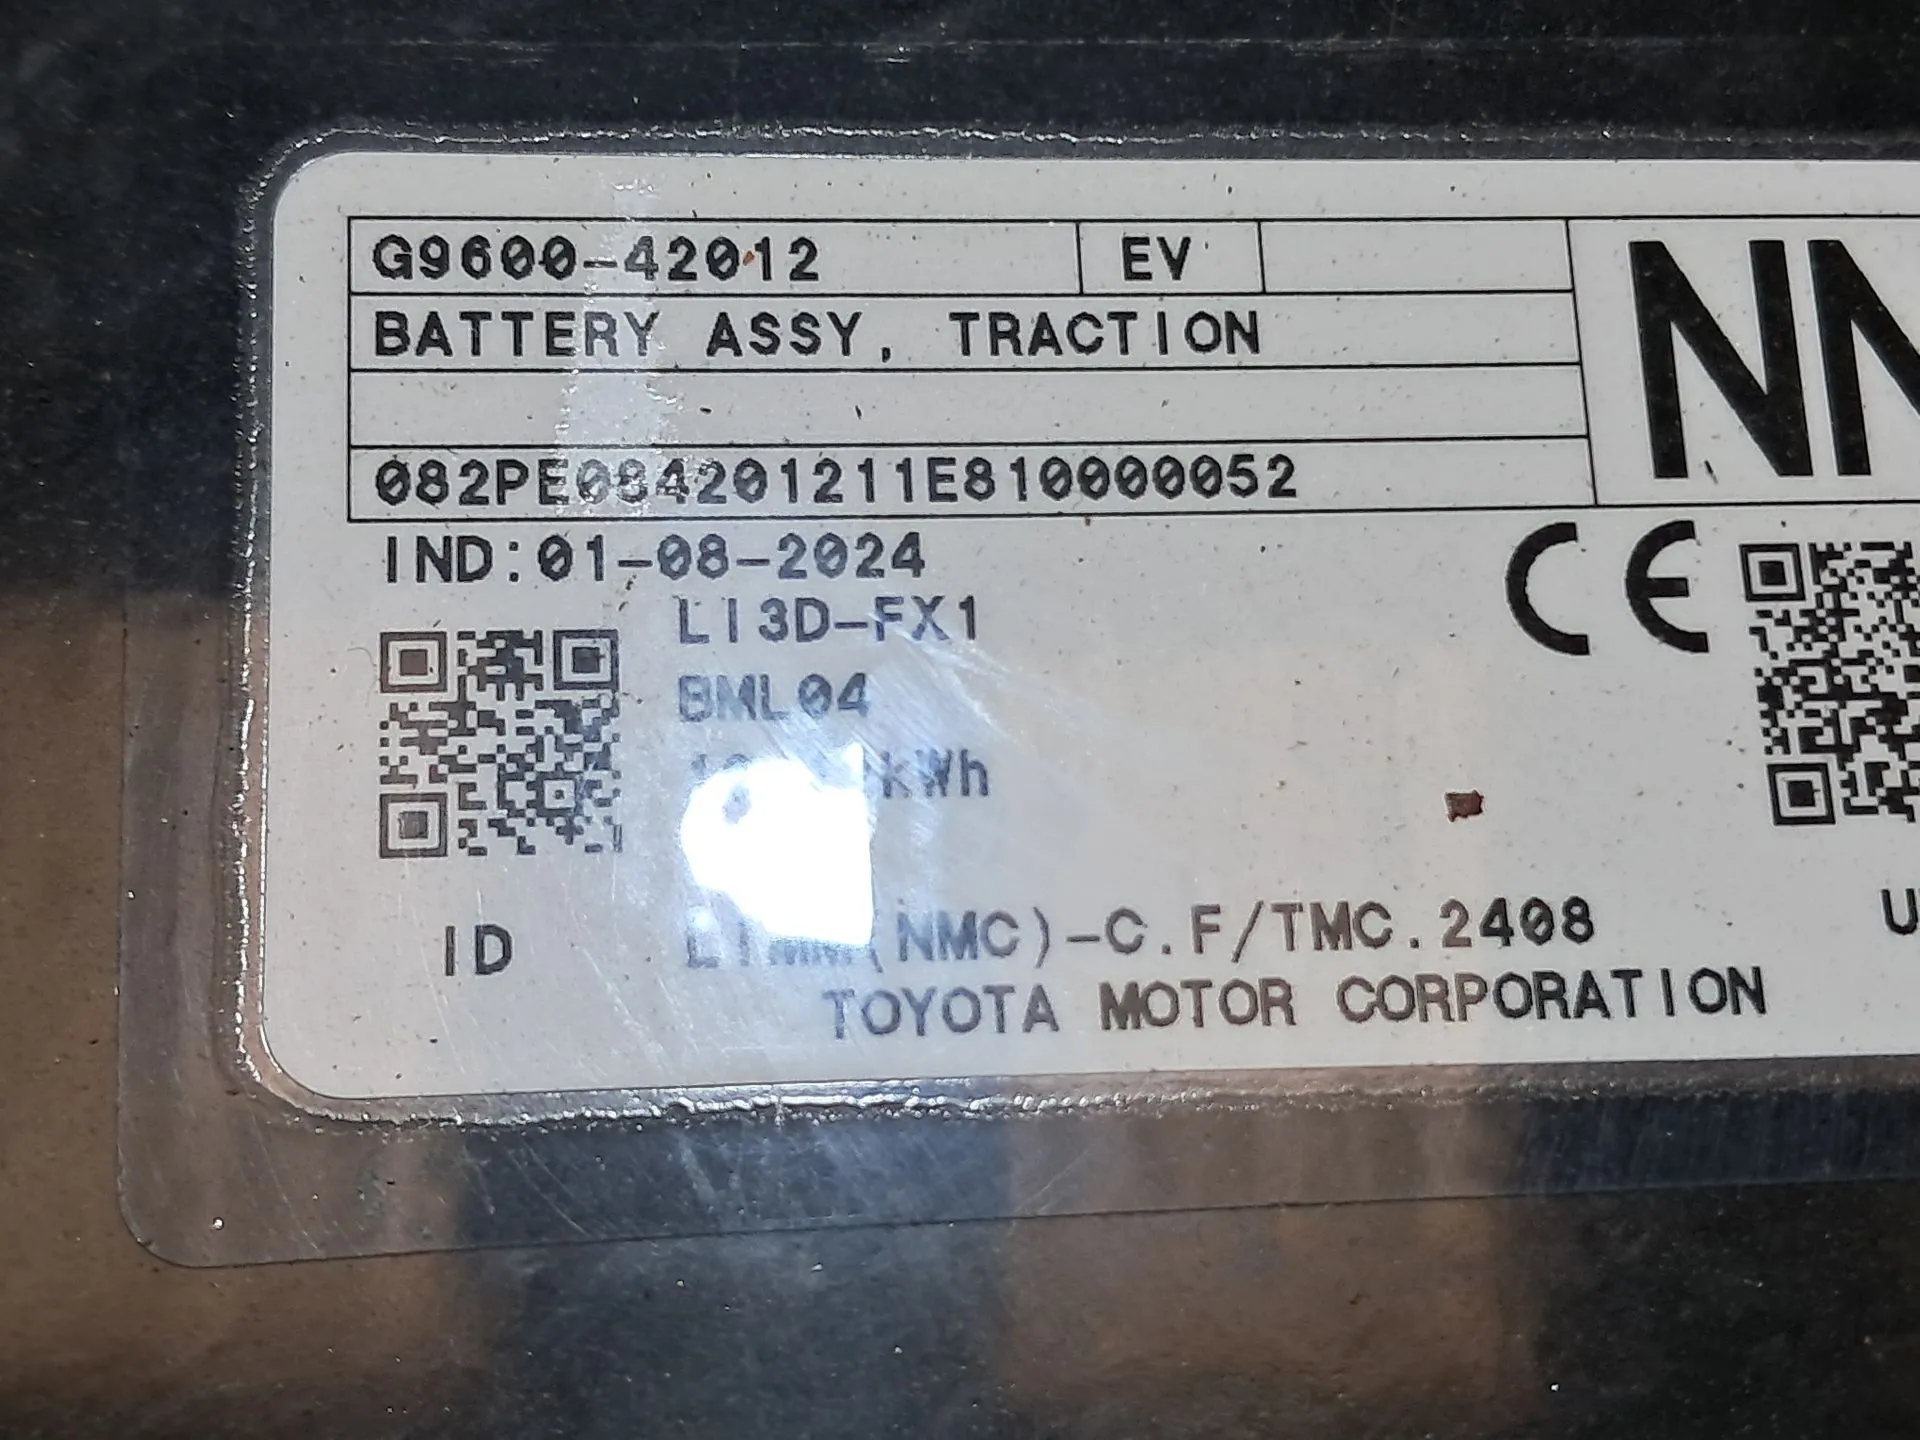 G9600-42012 EV
BATTERY ASSY, TRACTION
082PE084201211E810000052
IND:01-08-2024
LI3D-FX1
BML04
kWh
CE
ID
(NMC)-C.F/TMC.2408
TOYOTA MOTOR CORPORATION